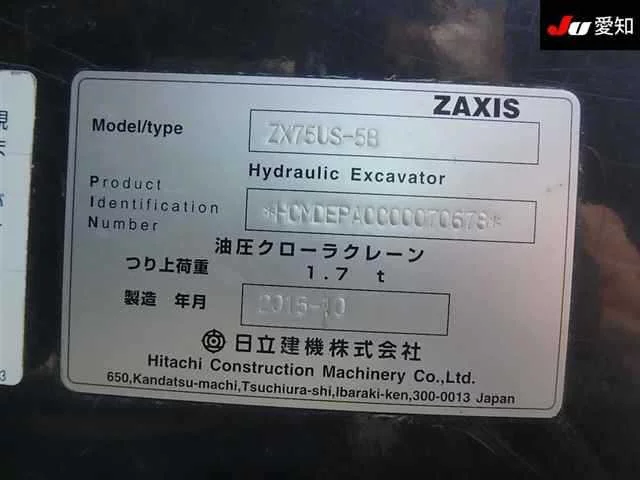 JU 愛知
ZAXIS
Model/type ZX75US-5B
Hydraulic Excavator
Product Identification Number *HCMDEPAC0C0070678*
油圧クローラクレーン
つり上荷重 1.7 t
製造 年月 2015-10
日立建機株式会社
Hitachi Construction Machinery Co.,Ltd.
650,Kandatsu-machi,Tsuchiura-shi,Ibaraki-ken,300-0013 Japan